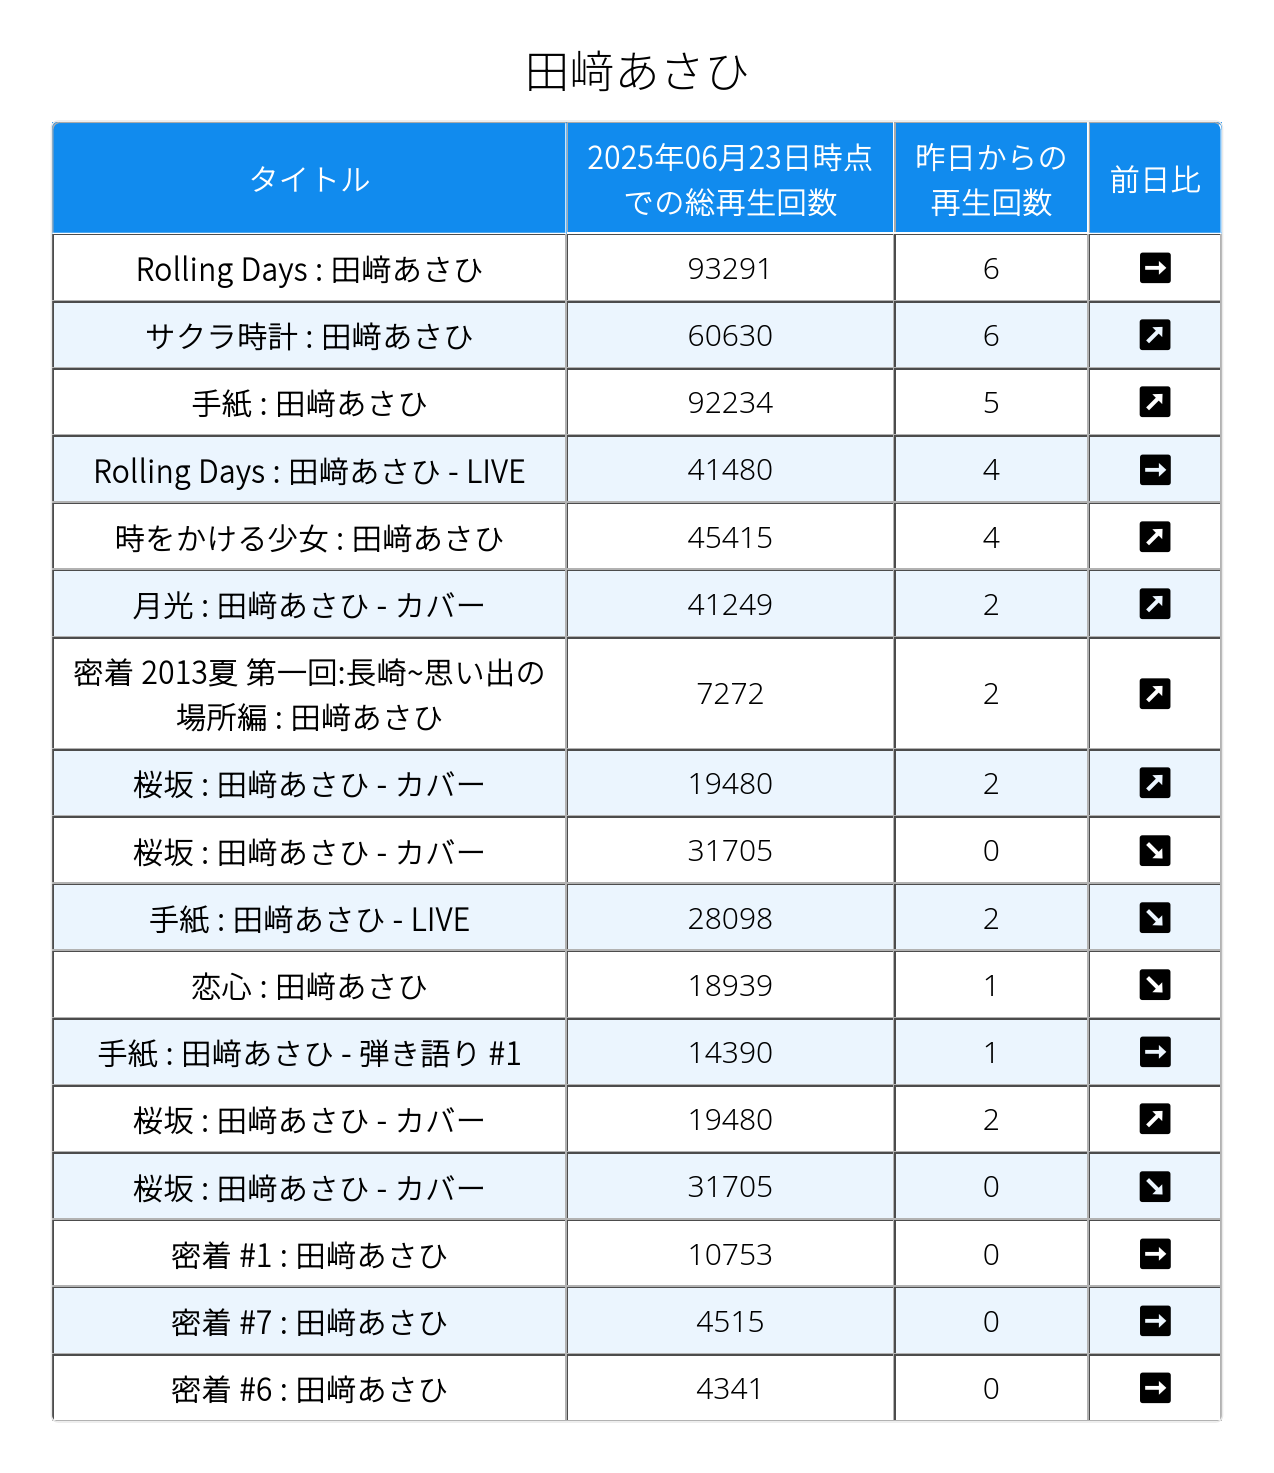 田﨑あさひ
タイトル
2025年06月23日時点
での総再生回数
昨日からの
再生回数
前日比
Rolling Days : 田﨑あさひ 93291 6 ➡
サクラ時計 : 田﨑あさひ 60630 6 ↗
手紙 : 田﨑あさひ 92234 5 ↗
Rolling Days : 田﨑あさひ - LIVE 41480 4 ➡
時をかける少女 : 田﨑あさひ 45415 4 ↗
月光 : 田﨑あさひ - カバー 41249 2 ↗
密着 2013夏 第一回:長崎~思い出の
場所編 : 田﨑あさひ 7272 2 ↗
桜坂 : 田﨑あさひ - カバー 19480 2 ↗
桜坂 : 田﨑あさひ - カバー 31705 0 ↘
手紙 : 田﨑あさひ - LIVE 28098 2 ↘
恋心 : 田﨑あさひ 18939 1 ↘
手紙 : 田﨑あさひ - 弾き語り #1 14390 1 ➡
桜坂 : 田﨑あさひ - カバー 19480 2 ↗
桜坂 : 田﨑あさひ - カバー 31705 0 ↘
密着 #1 : 田﨑あさひ 10753 0 ➡
密着 #7 : 田﨑あさひ 4515 0 ➡
密着 #6 : 田﨑あさひ 4341 0 ➡